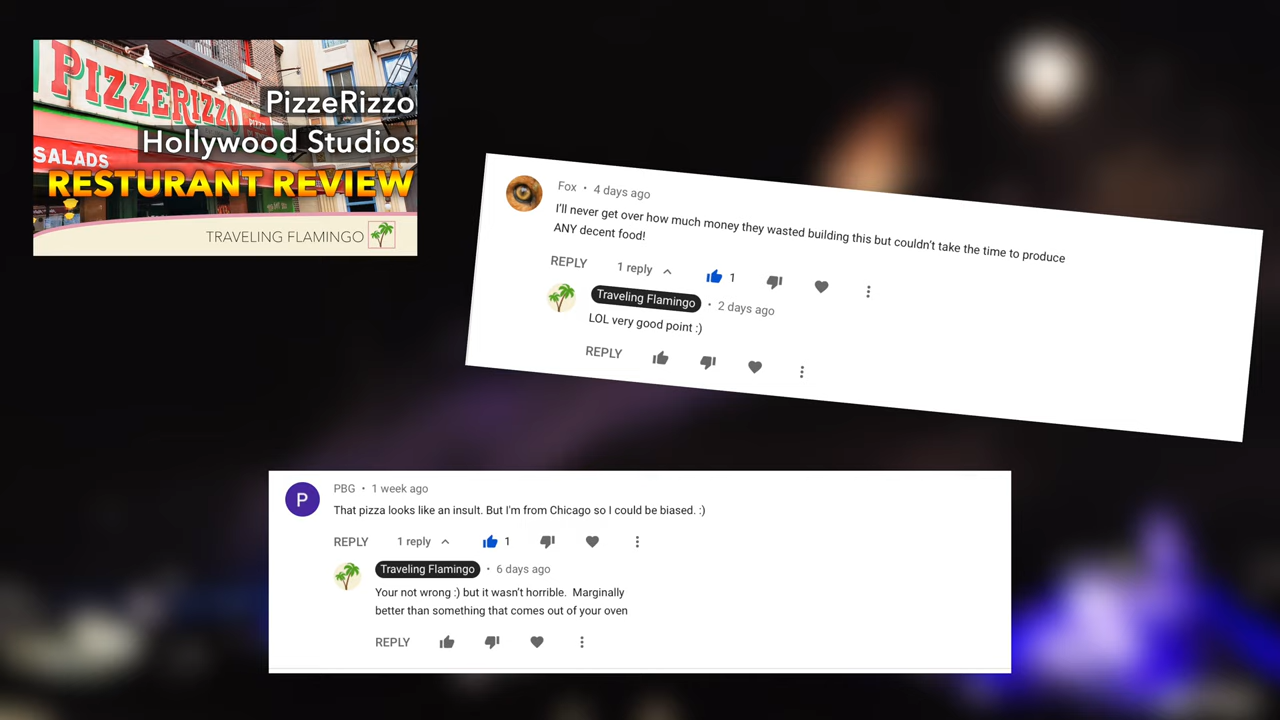 PIZZERIZZO
PIZZA
SALADS
PizzeRizzo
Hollywood Studios
RESTURANT REVIEW
TRAVELING FLAMINGO
Fox • 4 days ago
I'll never get over how much money they wasted building this but couldn't take the time to produce
ANY decent food!
REPLY 1 reply 1
Traveling Flamingo • 2 days ago
LOL very good point :)
REPLY
P
PBG • 1 week ago
That pizza looks like an insult. But I'm from Chicago so I could be biased. :)
REPLY 1 reply 1
Traveling Flamingo • 6 days ago
Your not wrong :) but it wasn't horrible. Marginally
better than something that comes out of your oven
REPLY